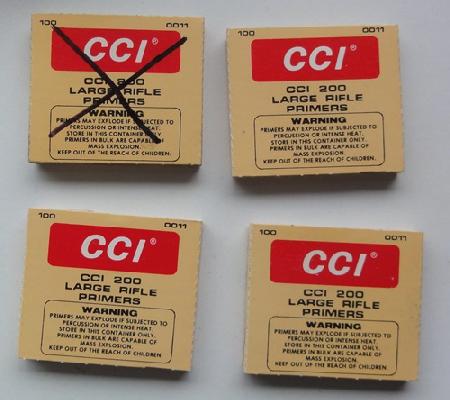 100 0011
CCI®
CCI 200
LARGE RIFLE
PRIMERS
WARNING
PRIMERS MAY EXPLODE IF SUBJECTED TO
PERCUSSION OR INTENSE HEAT.
STORE IN THIS CONTAINER ONLY.
PRIMERS IN BULK ARE CAPABLE OF
MASS EXPLOSION.
KEEP OUT OF THE REACH OF CHILDREN.
100 0011
CCI®
CCI 200
LARGE RIFLE
PRIMERS
WARNING
PRIMERS MAY EXPLODE IF SUBJECTED TO
PERCUSSION OR INTENSE HEAT.
STORE IN THIS CONTAINER ONLY.
PRIMERS IN BULK ARE CAPABLE OF
MASS EXPLOSION.
KEEP OUT OF THE REACH OF CHILDREN.
100 0011
CCI®
CCI 200
LARGE RIFLE
PRIMERS
WARNING
PRIMERS MAY EXPLODE IF SUBJECTED TO
PERCUSSION OR INTENSE HEAT.
STORE IN THIS CONTAINER ONLY.
PRIMERS IN BULK ARE CAPABLE OF
MASS EXPLOSION.
KEEP OUT OF THE REACH OF CHILDREN
100 0011
CCI®
CCI 200
LARGE RIFLE
PRIMERS
WARNING
PRIMERS MAY EXPLODE IF SUBJECTED TO
PERCUSSION OR INTENSE HEAT.
STORE IN THIS CONTAINER ONLY.
PRIMERS IN BULK ARE CAPABLE OF
MASS EXPLOSION.
KEEP OUT OF THE REACH OF CHILDREN.